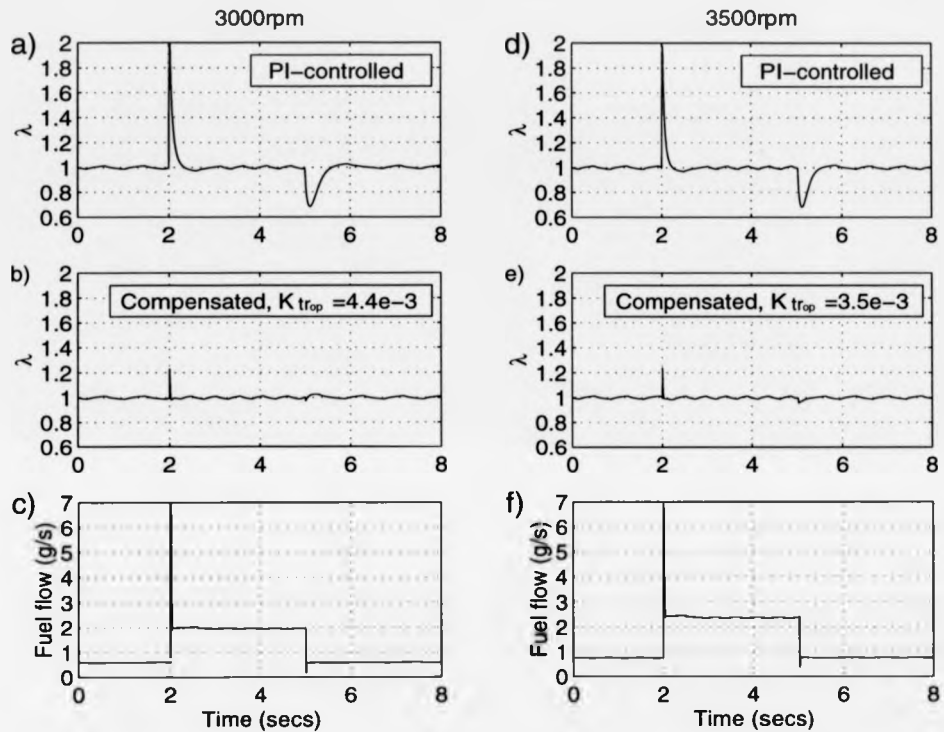 3000rpm
a)
2
1.8
1.6
1.4
1.2
1
0.8
0.6
λ
PI-controlled
0 2 4 6 8
b)
2
1.8
1.6
1.4
1.2
1
0.8
0.6
λ
Compensated, K trop =4.4e-3
0 2 4 6 8
c)
7
6
5
4
3
2
1
0
Fuel flow (g/s)
0 2 4 6 8
Time (secs)
3500rpm
d)
2
1.8
1.6
1.4
1.2
1
0.8
0.6
λ
PI-controlled
0 2 4 6 8
e)
2
1.8
1.6
1.4
1.2
1
0.8
0.6
λ
Compensated, K trop =3.5e-3
0 2 4 6 8
f)
7
6
5
4
3
2
1
0
Fuel flow (g/s)
0 2 4 6 8
Time (secs)